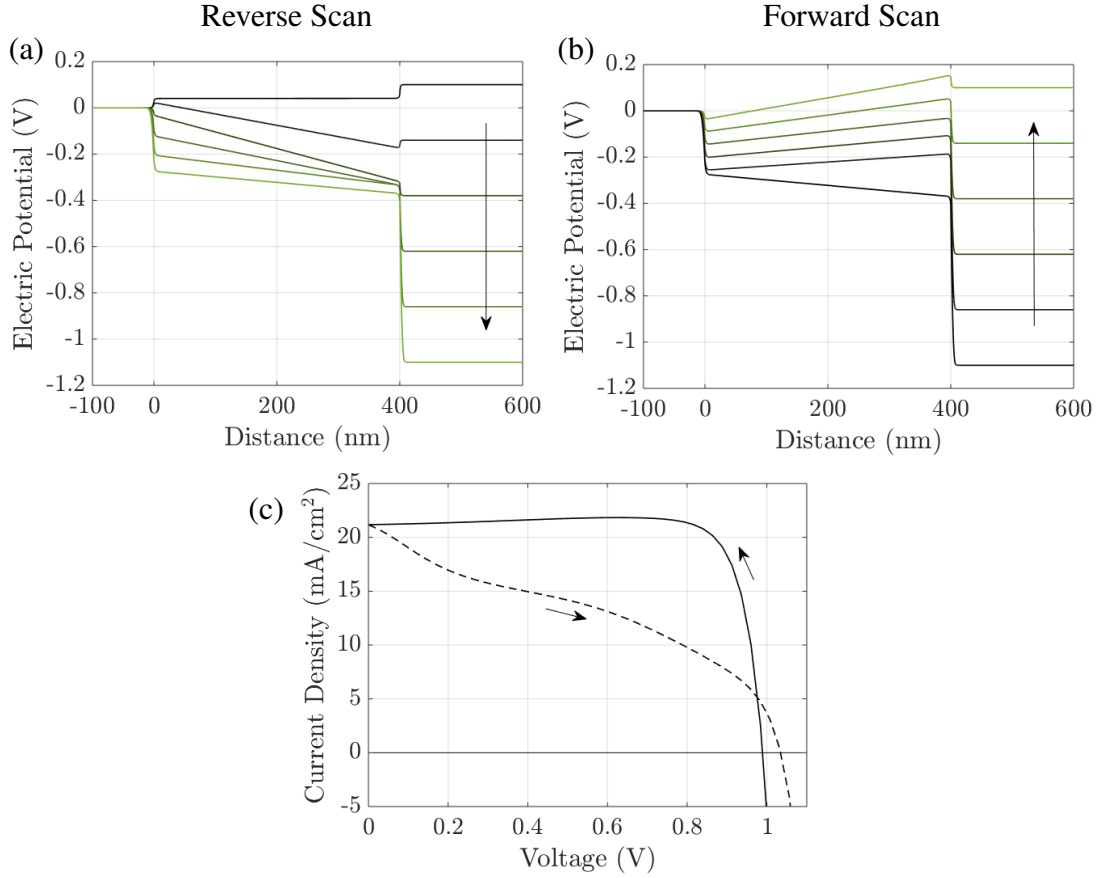 Reverse Scan
Forward Scan
(a)
0.2
0
-0.2
-0.4
-0.6
-0.8
-1
-1.2
Electric Potential (V)
-100 0 200 400 600
Distance (nm)
(b)
0.2
0
-0.2
-0.4
-0.6
-0.8
-1
-1.2
Electric Potential (V)
-100 0 200 400 600
Distance (nm)
(c)
25
20
15
10
5
0
-5
Current Density (mA/cm²)
0 0.2 0.4 0.6 0.8 1
Voltage (V)